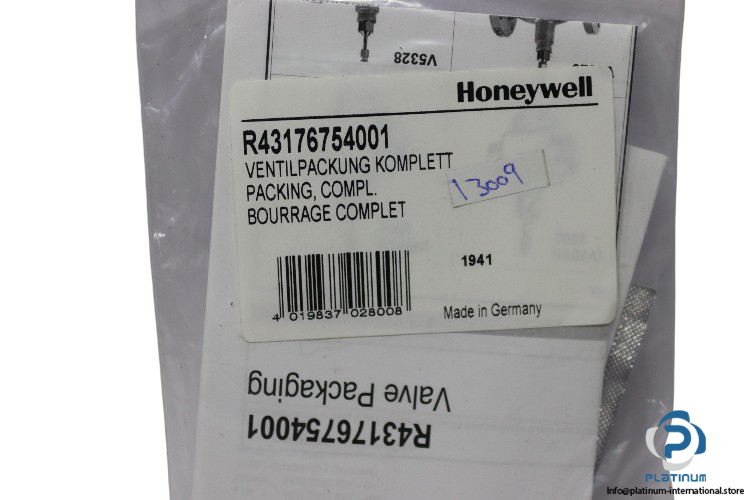 V5328
Honeywell
R43176754001
VENTILPACKUNG KOMPLETT
PACKING, COMPL.
BOURRAGE COMPLET
13009
1941
4 019837 028008
Made in Germany
Valve Packaging
R43176754001
PLATINUM
Info@platinum-international.store